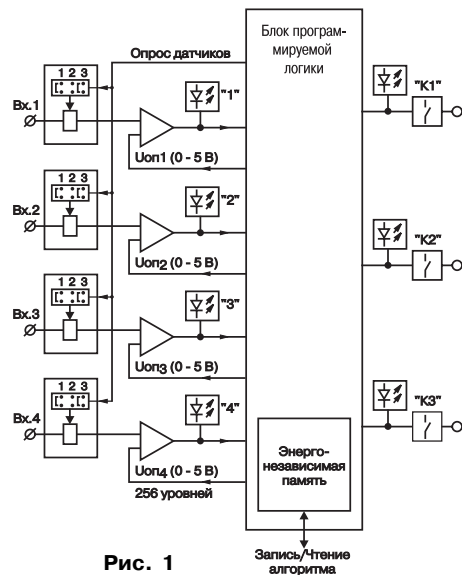 Блок програм-
мируемой
логики
Опрос датчиков
1 2 3
Вх.1
"1"
Uоп1 (0 - 5 В)
"К1"
1 2 3
Вх.2
"2"
Uоп2 (0 - 5 В)
"К2"
1 2 3
Вх.3
"3"
Uоп3 (0 - 5 В)
1 2 3
Вх.4
"4"
Uоп4 (0 - 5 В)
256 уровней
"К3"
Энерго-
независимая
память
Запись/Чтение
алгоритма
Рис. 1